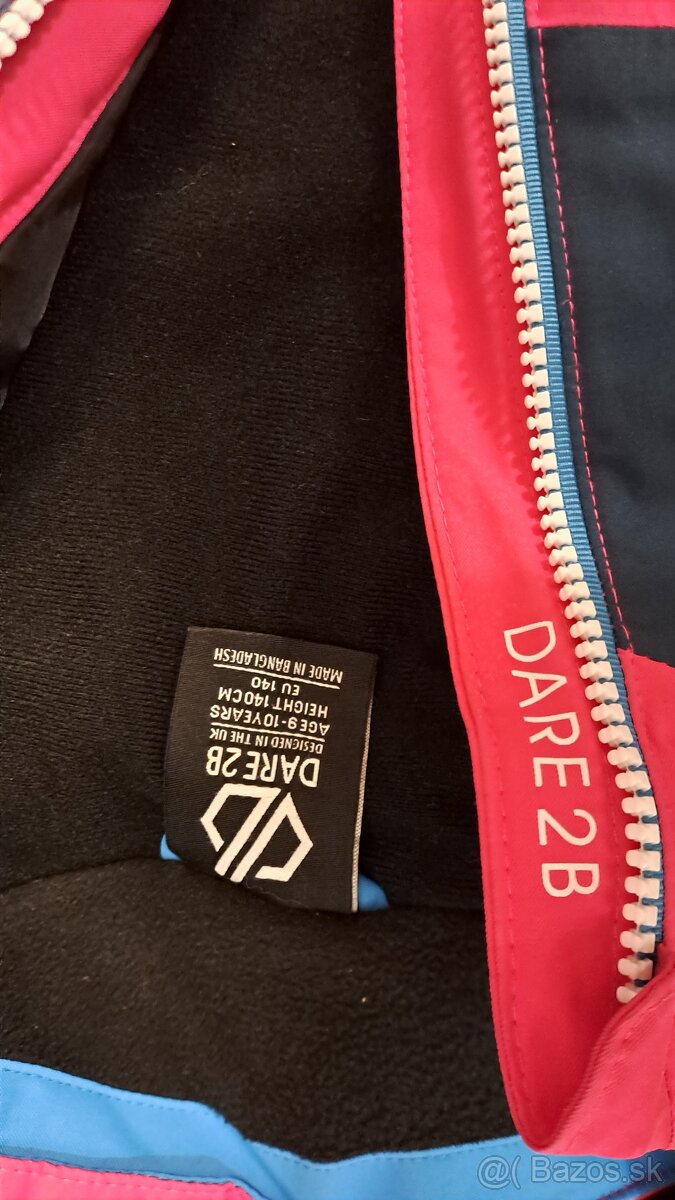 DARE 2B
DESIGNED IN THE UK
AGE 9-10 YEARS
HEIGHT 140CM
EU 140
MADE IN BANGLADESH
DARE 2B
@( Bazos.sk